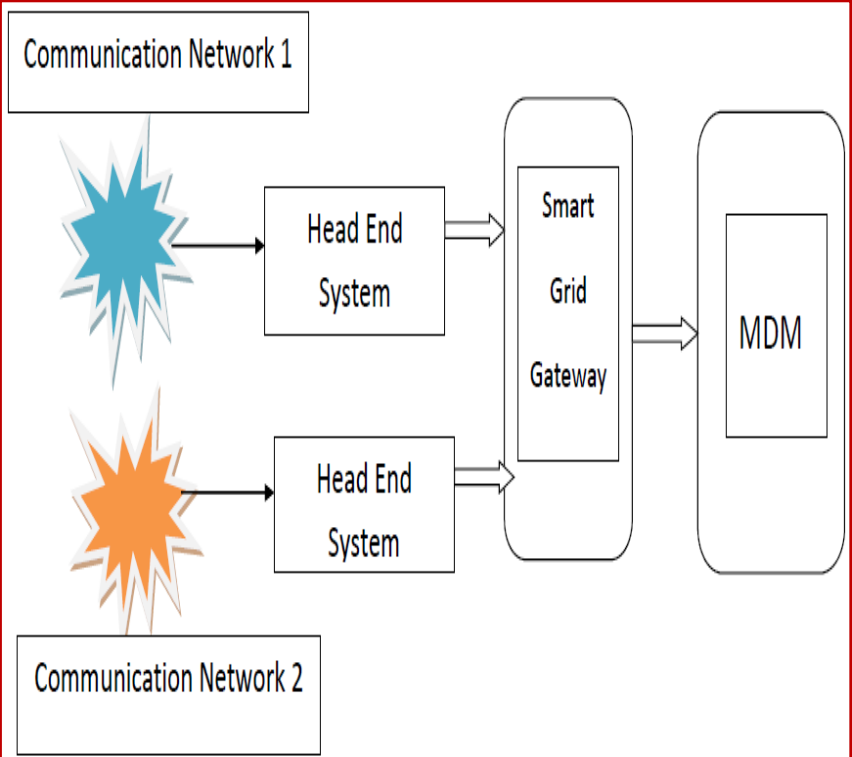 Communication Network 1
Head End
System
Smart
Grid
Gateway
MDM
Head End
System
Communication Network 2